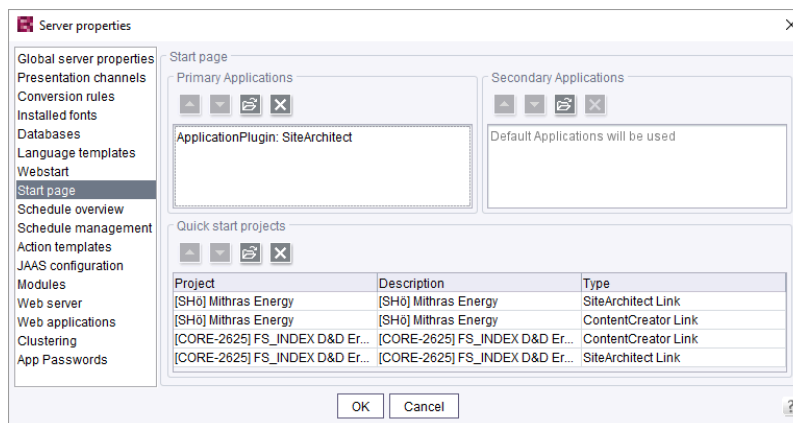 Server properties
Global server properties
Presentation channels
Conversion rules
Installed fonts
Databases
Language templates
Webstart
Start page
Schedule overview
Schedule management
Action templates
JAAS configuration
Modules
Web server
Web applications
Clustering
App Passwords
Start page
Primary Applications
ApplicationPlugin: SiteArchitect
Secondary Applications
Default Applications will be used
Quick start projects
Project Description Type
[SHö] Mithras Energy [SHö] Mithras Energy SiteArchitect Link
[SHö] Mithras Energy [SHö] Mithras Energy ContentCreator Link
[CORE-2625] FS_INDEX D&D Er... [CORE-2625] FS_INDEX D&D Er... ContentCreator Link
[CORE-2625] FS_INDEX D&D Er... [CORE-2625] FS_INDEX D&D Er... SiteArchitect Link
OK Cancel
?